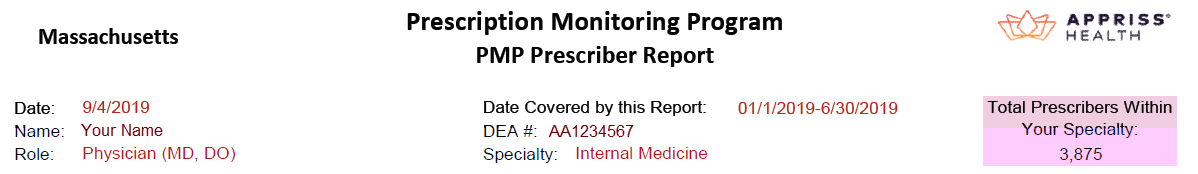 Massachusetts
Prescription Monitoring Program
PMP Prescriber Report
APPRISS®
HEALTH
Date: 9/4/2019
Name: Your Name
Role: Physician (MD, DO)
Date Covered by this Report: 01/1/2019-6/30/2019
DEA #: AA1234567
Specialty: Internal Medicine
Total Prescribers Within
Your Specialty:
3,875